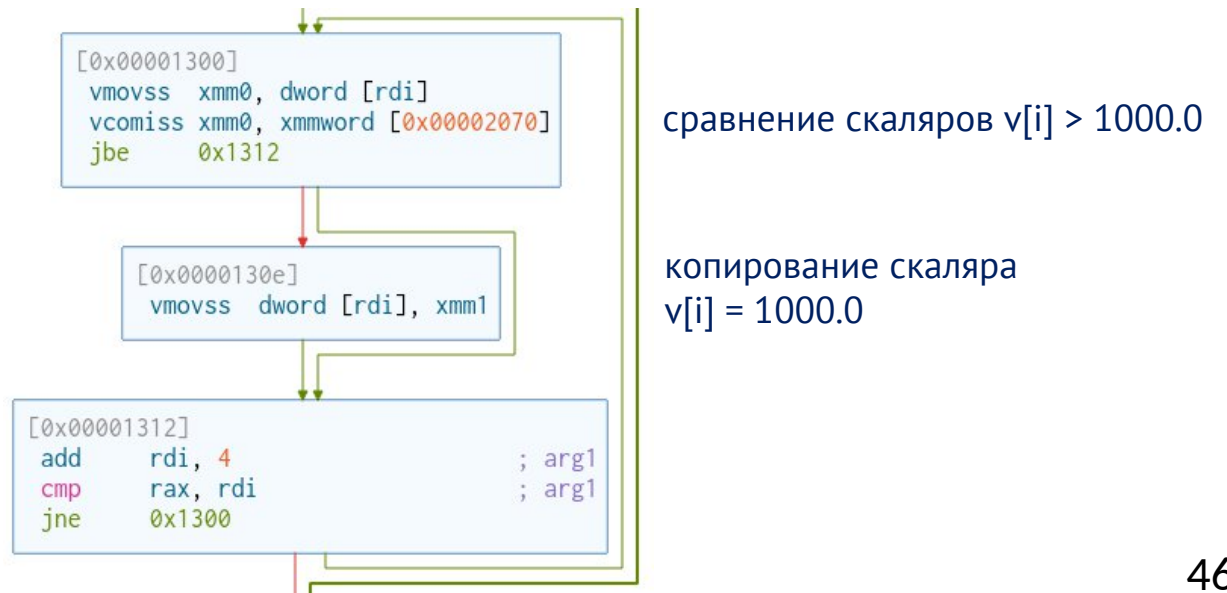 [0x00001300]
vmovss xmm0, dword [rdi]
vcomiss xmm0, xmmword [0x00002070]
jbe 0x1312
сравнение скаляров v[i] > 1000.0
[0x0000130e]
vmovss dword [rdi], xmm1
копирование скаляра
v[i] = 1000.0
[0x00001312]
add rdi, 4 ; arg1
cmp rax, rdi ; arg1
jne 0x1300
46